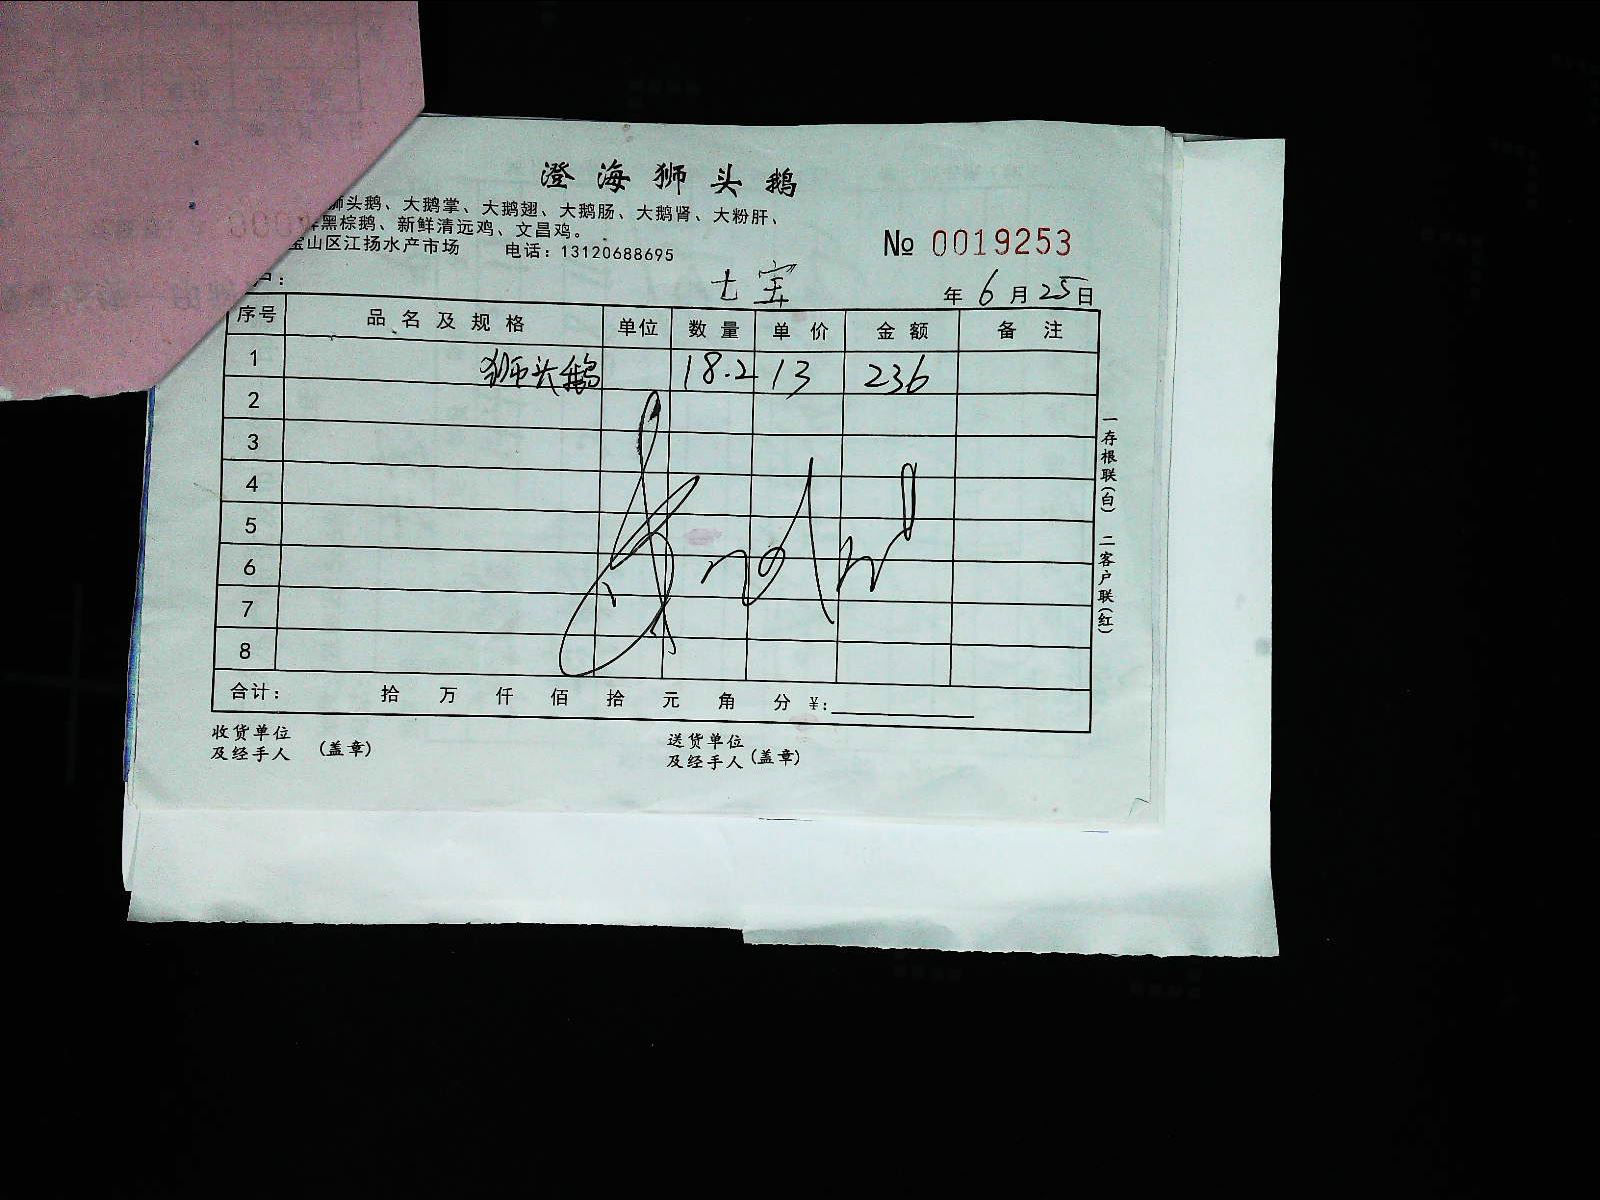 澄海狮头鹅
狮头鹅、大鹅掌、大鹅翅、大鹅肠、大鹅肾、大粉肝、
黑棕鹅、新鲜清远鸡、文昌鸡。
宝山区江扬水产市场 电话:13120688695
№ 0019253
户: 七宝 年 6 月 25 日
序号 品名及规格 单位 数量 单价 金额 备注
1 狮头鹅 18.2 13 236
2
3
4
5
6
7
8
合计: 拾 万 仟 佰 拾 元 角 分 ¥:
收货单位
及经手人 (盖章)
送货单位
及经手人 (盖章)
一存根联(白) 二客户联(红)